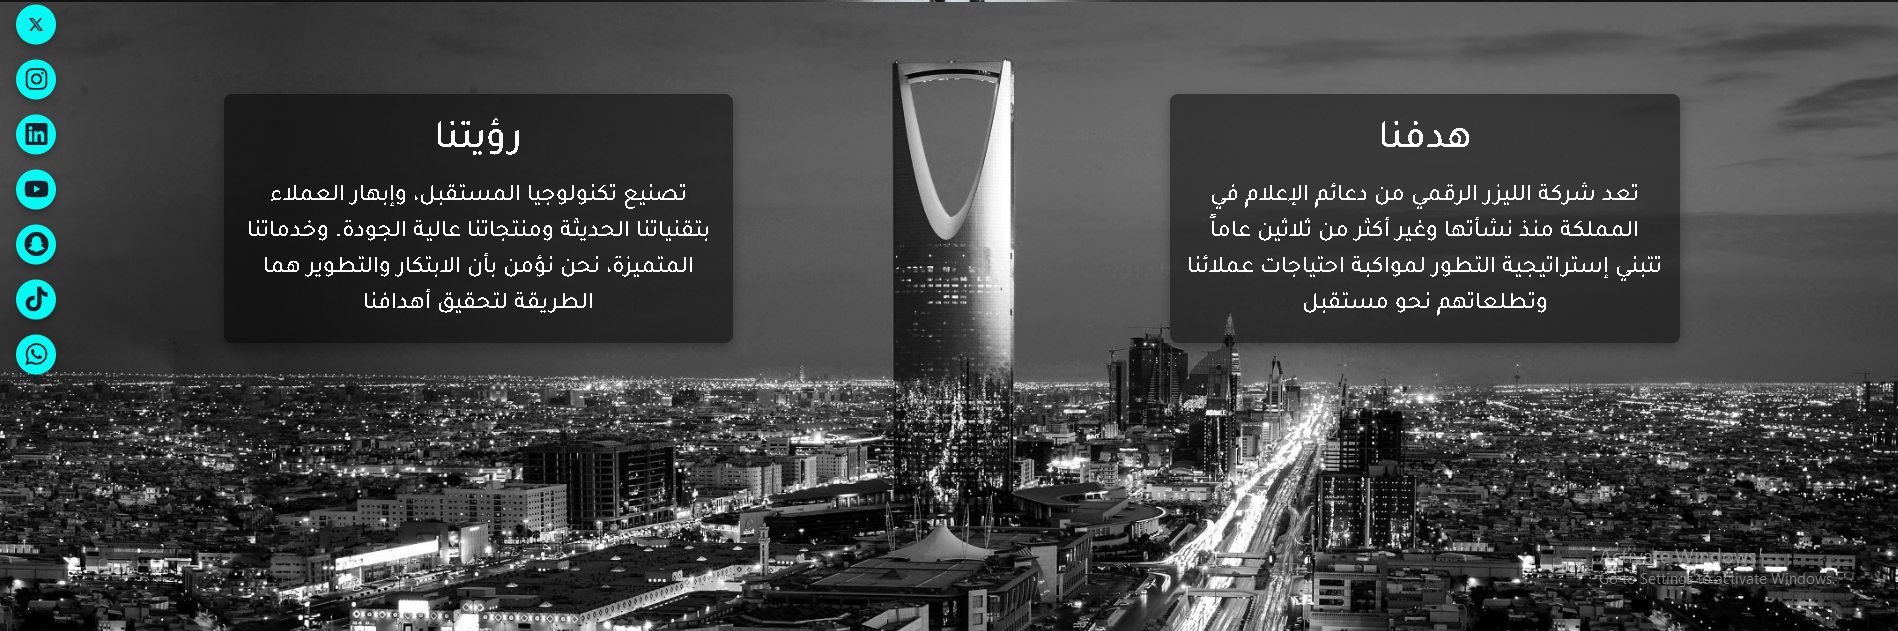 هدفنا
تعد شركة الليزر الرقمي من دعائم الإعلام في
المملكة منذ نشأتها وغير أكثر من ثلاثين عاماً
تتبني إستراتيجية التطور لمواكبة احتياجات عملائنا
وتطلعاتهم نحو مستقبل
رؤيتنا
تصنيع تكنولوجيا المستقبل، وإبهار العملاء
بتقنياتنا الحديثة ومنتجاتنا عالية الجودة. وخدماتنا
المتميزة، نحن نؤمن بأن الابتكار والتطوير هما
الطريقة لتحقيق أهدافنا
Activate Windows
Go to Settings to activate Windows.